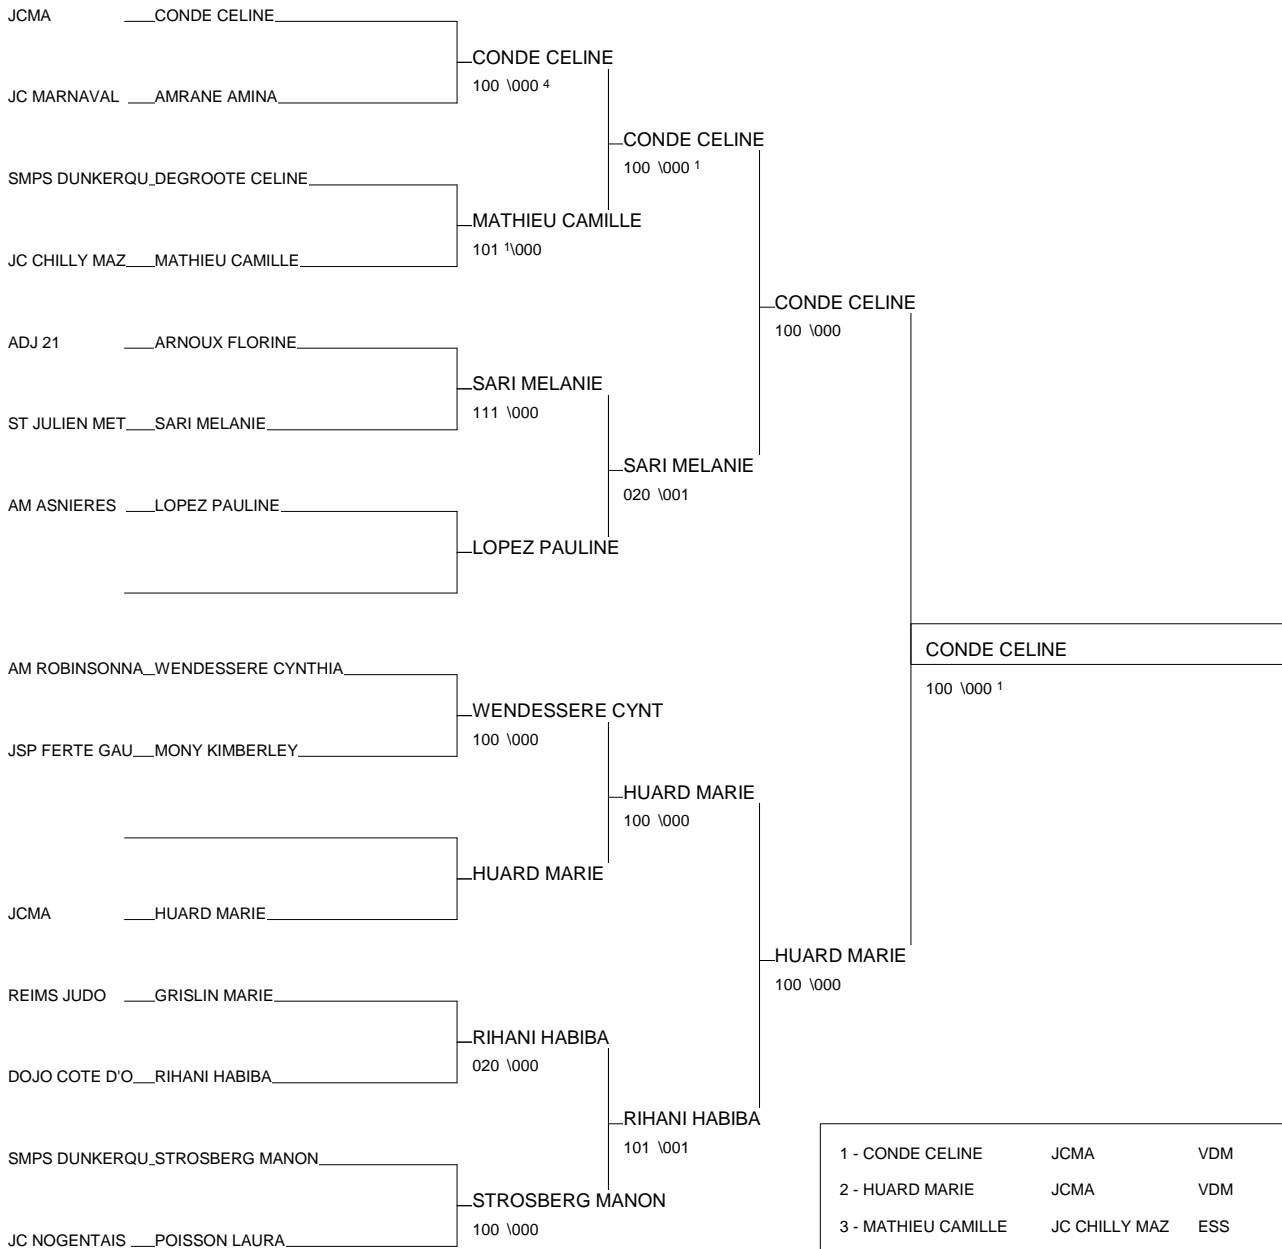 JCMA CONDE CELINE
CONDE CELINE
100 \000 4
JC MARNAVAL AMRANE AMINA
CONDE CELINE
100 \000 1
SMPS DUNKERQU DEGROOTE CELINE
MATHIEU CAMILLE
101 1\000
JC CHILLY MAZ MATHIEU CAMILLE
CONDE CELINE
100 \000
ADJ 21 ARNOUX FLORINE
SARI MELANIE
111 \000
ST JULIEN MET SARI MELANIE
SARI MELANIE
020 \001
AM ASNIERES LOPEZ PAULINE
LOPEZ PAULINE
CONDE CELINE
100 \000 1
AM ROBINSONNA WENDESSERE CYNTHIA
WENDESSERE CYNT
100 \000
JSP FERTE GAU MONY KIMBERLEY
HUARD MARIE
100 \000
HUARD MARIE
JCMA HUARD MARIE
HUARD MARIE
100 \000
REIMS JUDO GRISLIN MARIE
RIHANI HABIBA
020 \000
DOJO COTE D'O RIHANI HABIBA
RIHANI HABIBA
101 \001
SMPS DUNKERQU STROSBERG MANON
STROSBERG MANON
100 \000
JC NOGENTAIS POISSON LAURA
1 - CONDE CELINE JCMA VDM
2 - HUARD MARIE JCMA VDM
3 - MATHIEU CAMILLE JC CHILLY MAZ ESS